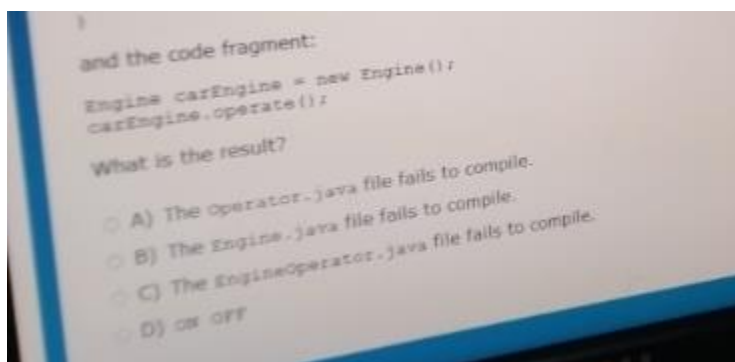 }
and the code fragment:
Engine carEngine = new Engine();
carEngine.operate();
What is the result?
A) The Operator.java file fails to compile.
B) The Engine.java file fails to compile.
C) The EngineOperator.java file fails to compile.
D) ON OFF